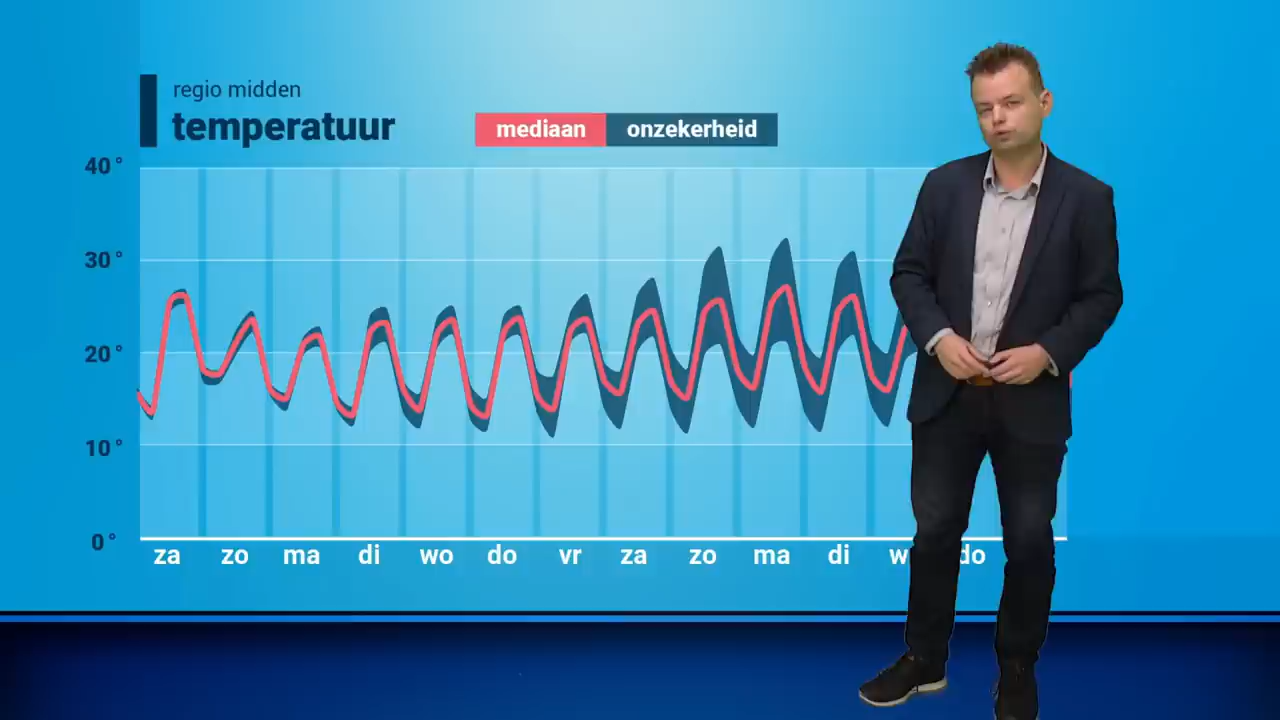 regio midden
temperatuur
mediaan onzekerheid
40°
30°
20°
10°
0°
za zo ma di wo do vr za zo ma di w do